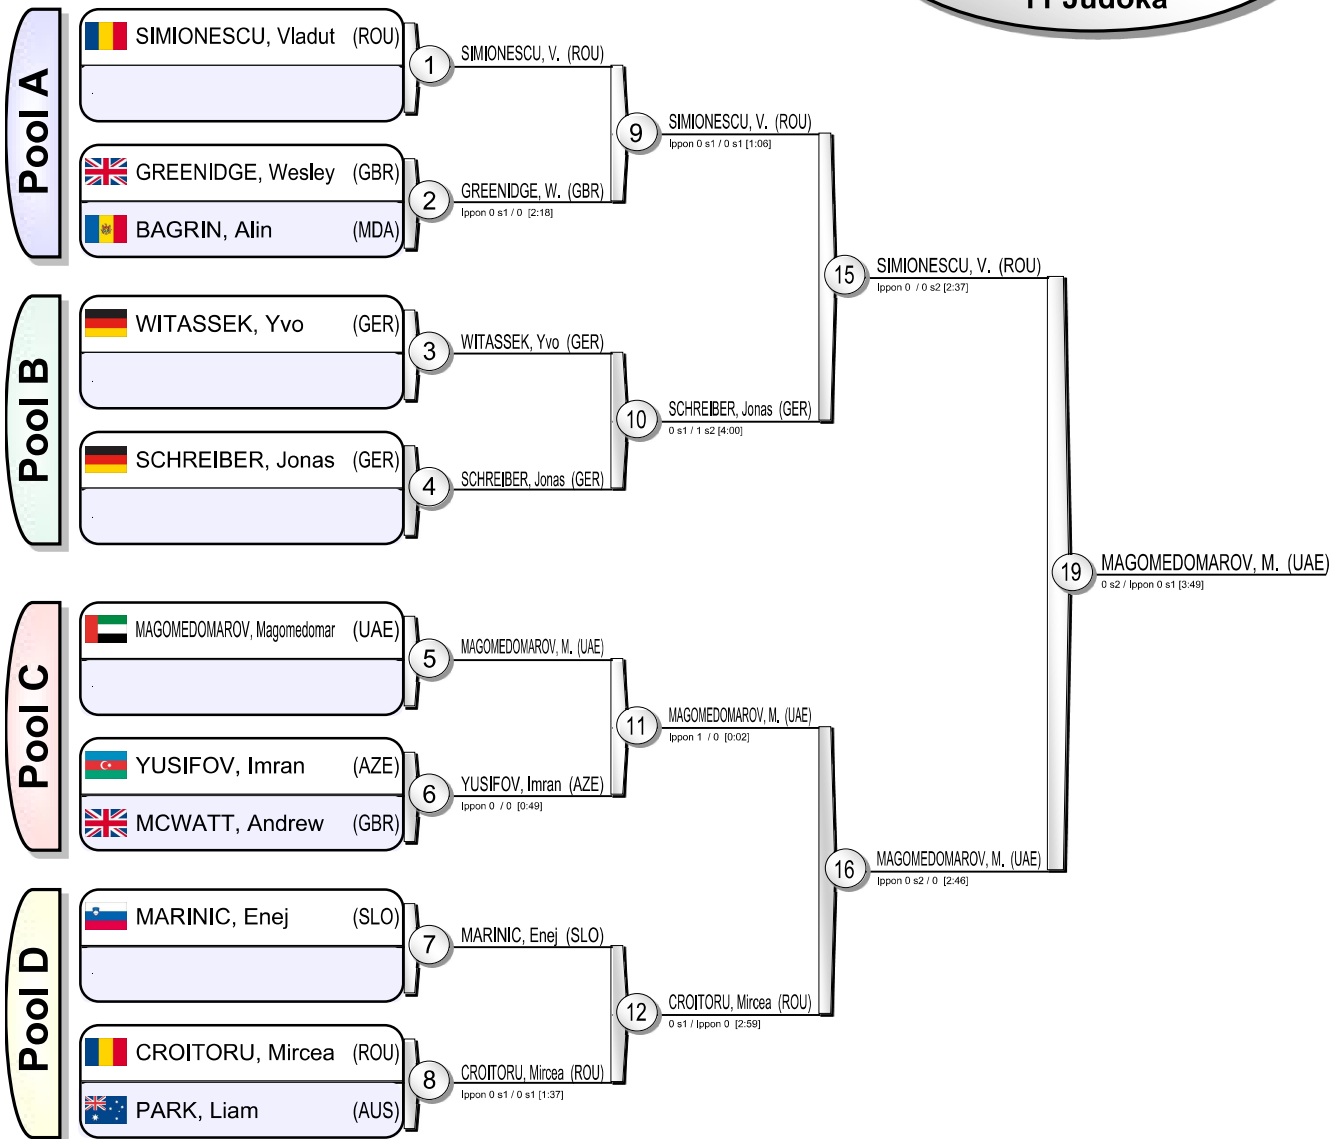 11 Judoka
Pool A
SIMIONESCU, Vladut (ROU)
.
1
SIMIONESCU, V. (ROU)
GREENIDGE, Wesley (GBR)
BAGRIN, Alin (MDA)
2
GREENIDGE, W. (GBR)
Ippon 0 s1 / 0 [2:18]
9
SIMIONESCU, V. (ROU)
Ippon 0 s1 / 0 s1 [1:06]
Pool B
WITASSEK, Yvo (GER)
.
3
WITASSEK, Yvo (GER)
SCHREIBER, Jonas (GER)
.
4
SCHREIBER, Jonas (GER)
10
SCHREIBER, Jonas (GER)
0 s1 / 1 s2 [4:00]
15
SIMIONESCU, V. (ROU)
Ippon 0 / 0 s2 [2:37]
Pool C
MAGOMEDOMAROV, Magomedomar (UAE)
.
5
MAGOMEDOMAROV, M. (UAE)
YUSIFOV, Imran (AZE)
MCWATT, Andrew (GBR)
6
YUSIFOV, Imran (AZE)
Ippon 0 / 0 [0:49]
11
MAGOMEDOMAROV, M. (UAE)
Ippon 1 / 0 [0:02]
Pool D
MARINIC, Enej (SLO)
.
7
MARINIC, Enej (SLO)
CROITORU, Mircea (ROU)
PARK, Liam (AUS)
8
CROITORU, Mircea (ROU)
Ippon 0 s1 / 0 s1 [1:37]
12
CROITORU, Mircea (ROU)
0 s1 / Ippon 0 [2:59]
16
MAGOMEDOMAROV, M. (UAE)
Ippon 0 s2 / 0 [2:46]
19
MAGOMEDOMAROV, M. (UAE)
0 s2 / Ippon 0 s1 [3:49]